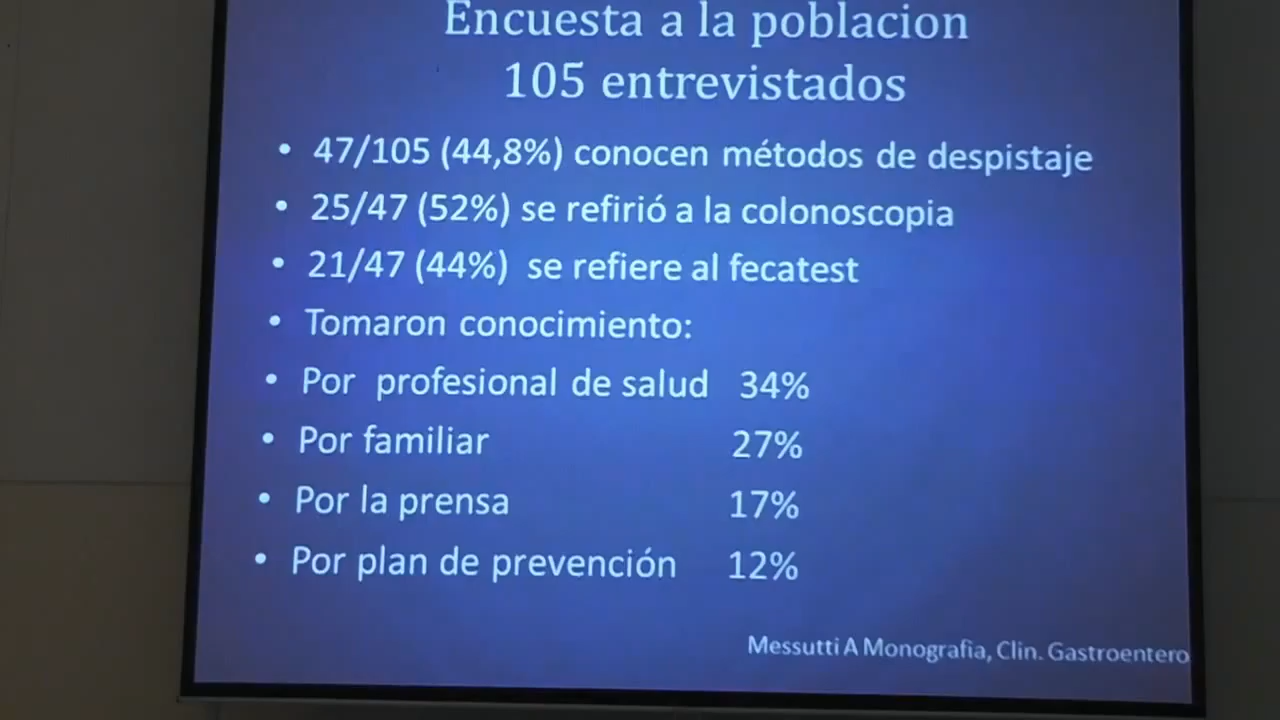 Encuesta a la poblacion
105 entrevistados
• 47/105 (44,8%) conocen métodos de despistaje
• 25/47 (52%) se refirió a la colonoscopia
• 21/47 (44%) se refiere al fecatest
• Tomaron conocimiento:
• Por profesional de salud 34%
• Por familiar 27%
• Por la prensa 17%
• Por plan de prevención 12%
Messutti A Monografia, Clin. Gastroentero